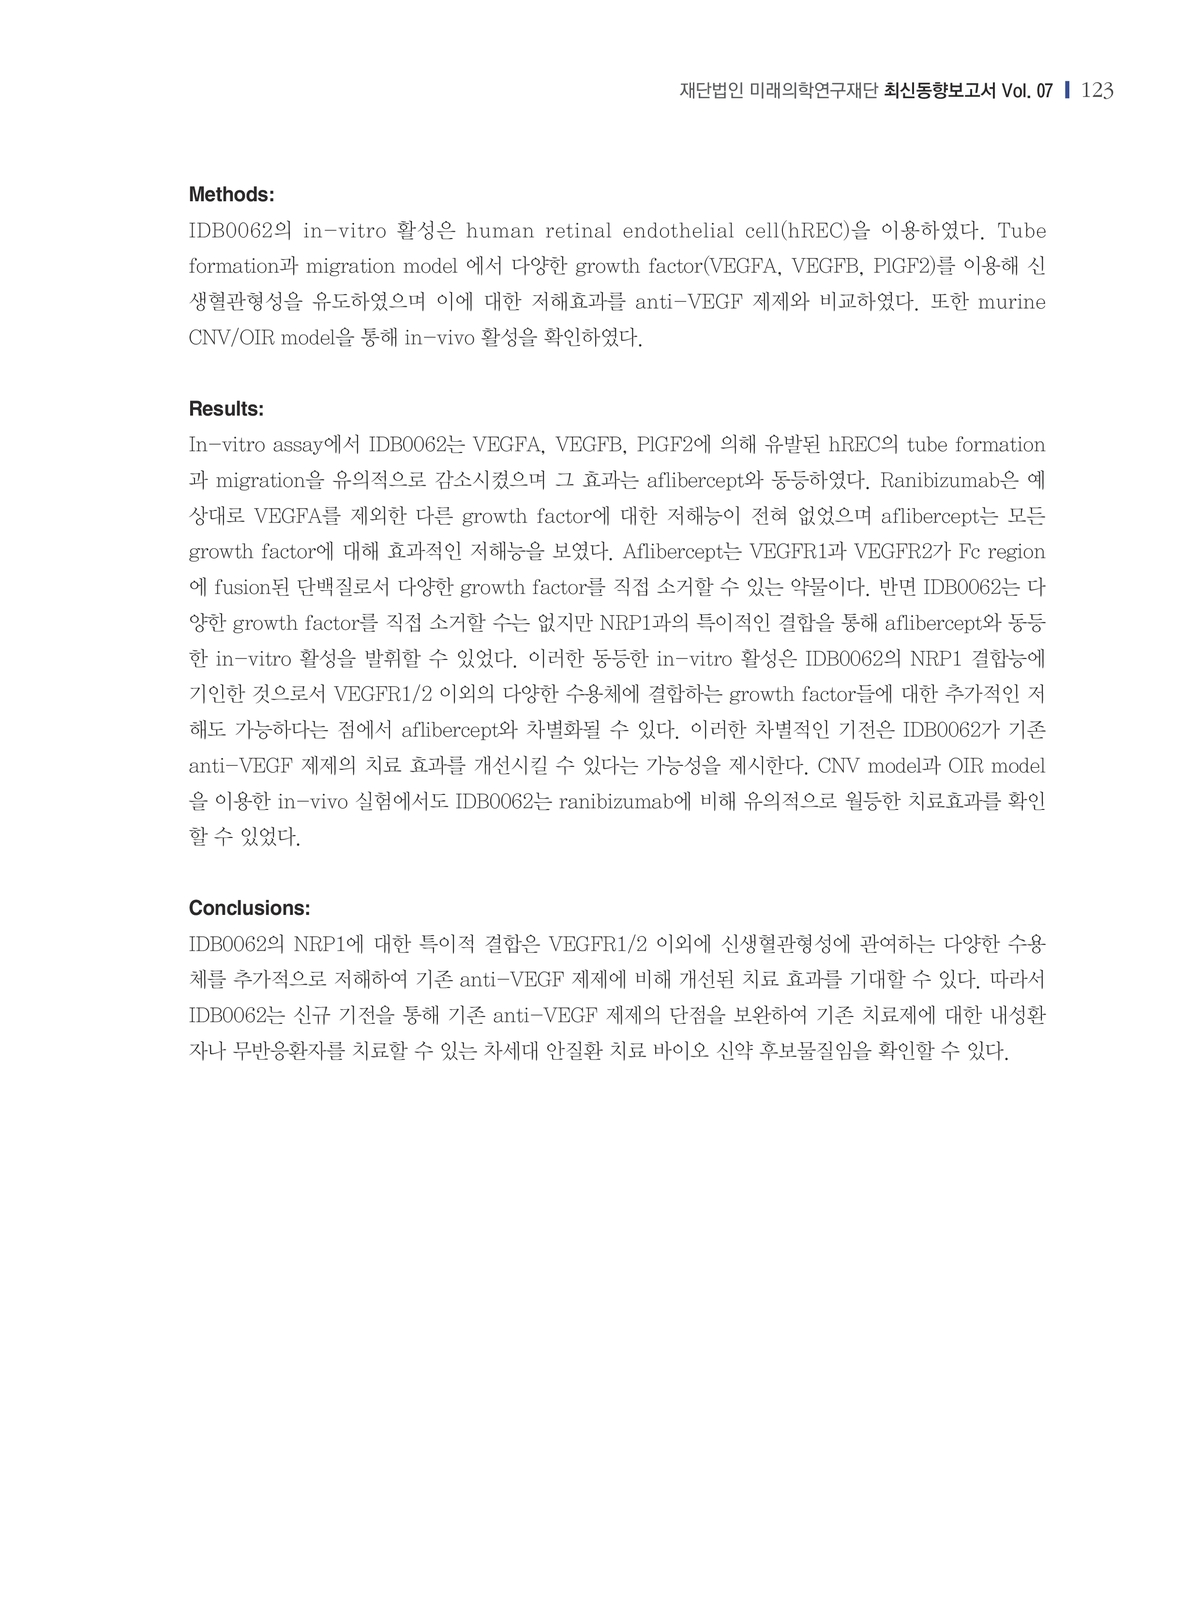 재단법인 미래의학연구재단 최신동향보고서 Vol. 07 123
Methods:
IDB0062의 in-vitro 활성은 human retinal endothelial cell(hREC)을 이용하였다. Tube
formation과 migration model 에서 다양한 growth factor(VEGFA, VEGFB, PlGF2)를 이용해 신
생혈관형성을 유도하였으며 이에 대한 저해효과를 anti-VEGF 제제와 비교하였다. 또한 murine
CNV/OIR model을 통해 in-vivo 활성을 확인하였다.
Results:
In-vitro assay에서 IDB0062는 VEGFA, VEGFB, PlGF2에 의해 유발된 hREC의 tube formation
과 migration을 유의적으로 감소시켰으며 그 효과는 aflibercept와 동등하였다. Ranibizumab은 예
상대로 VEGFA를 제외한 다른 growth factor에 대한 저해능이 전혀 없었으며 aflibercept는 모든
growth factor에 대해 효과적인 저해능을 보였다. Aflibercept는 VEGFR1과 VEGFR2가 Fc region
에 fusion된 단백질로서 다양한 growth factor를 직접 소거할 수 있는 약물이다. 반면 IDB0062는 다
양한 growth factor를 직접 소거할 수는 없지만 NRP1과의 특이적인 결합을 통해 aflibercept와 동등
한 in-vitro 활성을 발휘할 수 있었다. 이러한 동등한 in-vitro 활성은 IDB0062의 NRP1 결합능에
기인한 것으로서 VEGFR1/2 이외의 다양한 수용체에 결합하는 growth factor들에 대한 추가적인 저
해도 가능하다는 점에서 aflibercept와 차별화될 수 있다. 이러한 차별적인 기전은 IDB0062가 기존
anti-VEGF 제제의 치료 효과를 개선시킬 수 있다는 가능성을 제시한다. CNV model과 OIR model
을 이용한 in-vivo 실험에서도 IDB0062는 ranibizumab에 비해 유의적으로 월등한 치료효과를 확인
할 수 있었다.
Conclusions:
IDB0062의 NRP1에 대한 특이적 결합은 VEGFR1/2 이외에 신생혈관형성에 관여하는 다양한 수용
체를 추가적으로 저해하여 기존 anti-VEGF 제제에 비해 개선된 치료 효과를 기대할 수 있다. 따라서
IDB0062는 신규 기전을 통해 기존 anti-VEGF 제제의 단점을 보완하여 기존 치료제에 대한 내성환
자나 무반응환자를 치료할 수 있는 차세대 안질환 치료 바이오 신약 후보물질임을 확인할 수 있다.